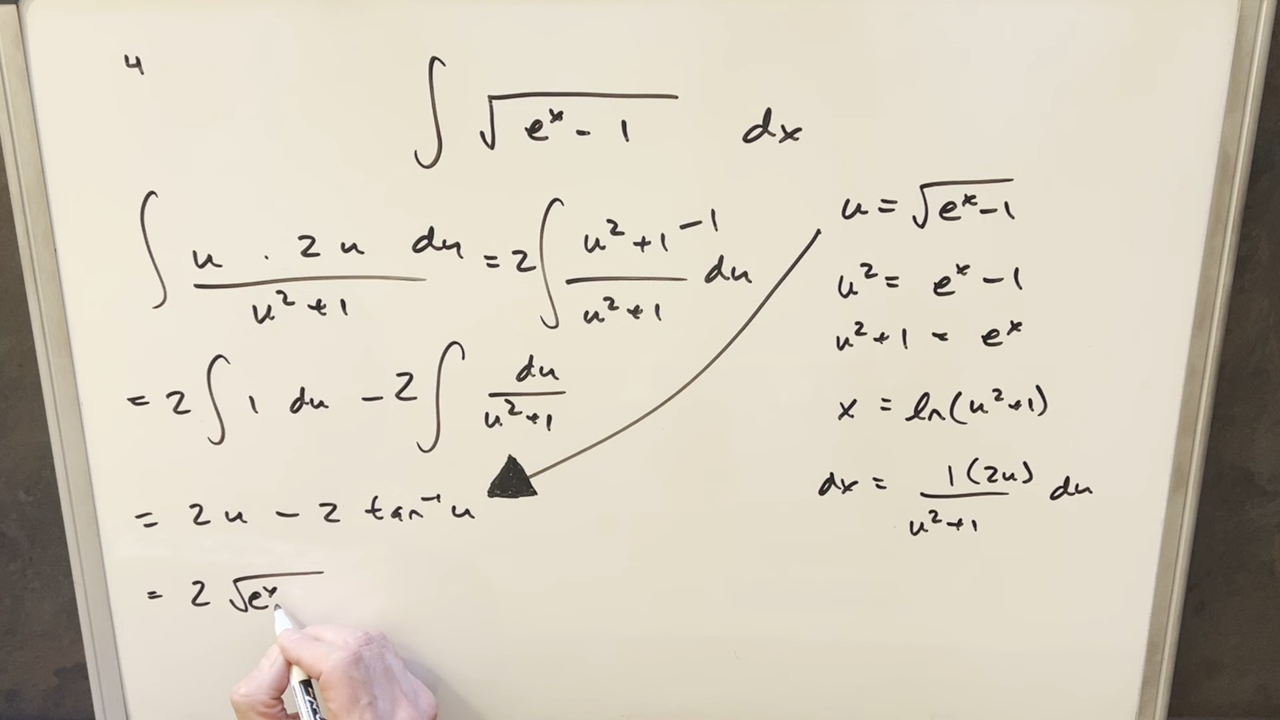 4
∫ √(eˣ - 1) dx
∫ (u · 2u)/(u² + 1) du = 2 ∫ (u² + 1 - 1)/(u² + 1) du
= 2 ∫ 1 du - 2 ∫ du/(u² + 1)
= 2u - 2 tan⁻¹ u
= 2 √eˣ
u = √(eˣ - 1)
u² = eˣ - 1
u² + 1 = eˣ
x = ln(u² + 1)
dx = 1(2u)/(u² + 1) du